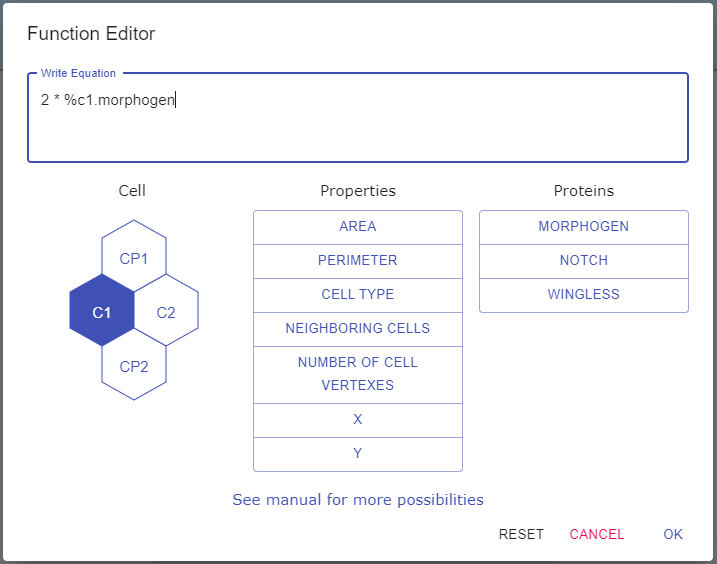 Function Editor
Write Equation
2 * %c1.morphogen
Cell
Properties
Proteins
CP1
C1
C2
CP2
AREA
PERIMETER
CELL TYPE
NEIGHBORING CELLS
NUMBER OF CELL
VERTEXES
X
Y
MORPHOGEN
NOTCH
WINGLESS
See manual for more possibilities
RESET
CANCEL
OK